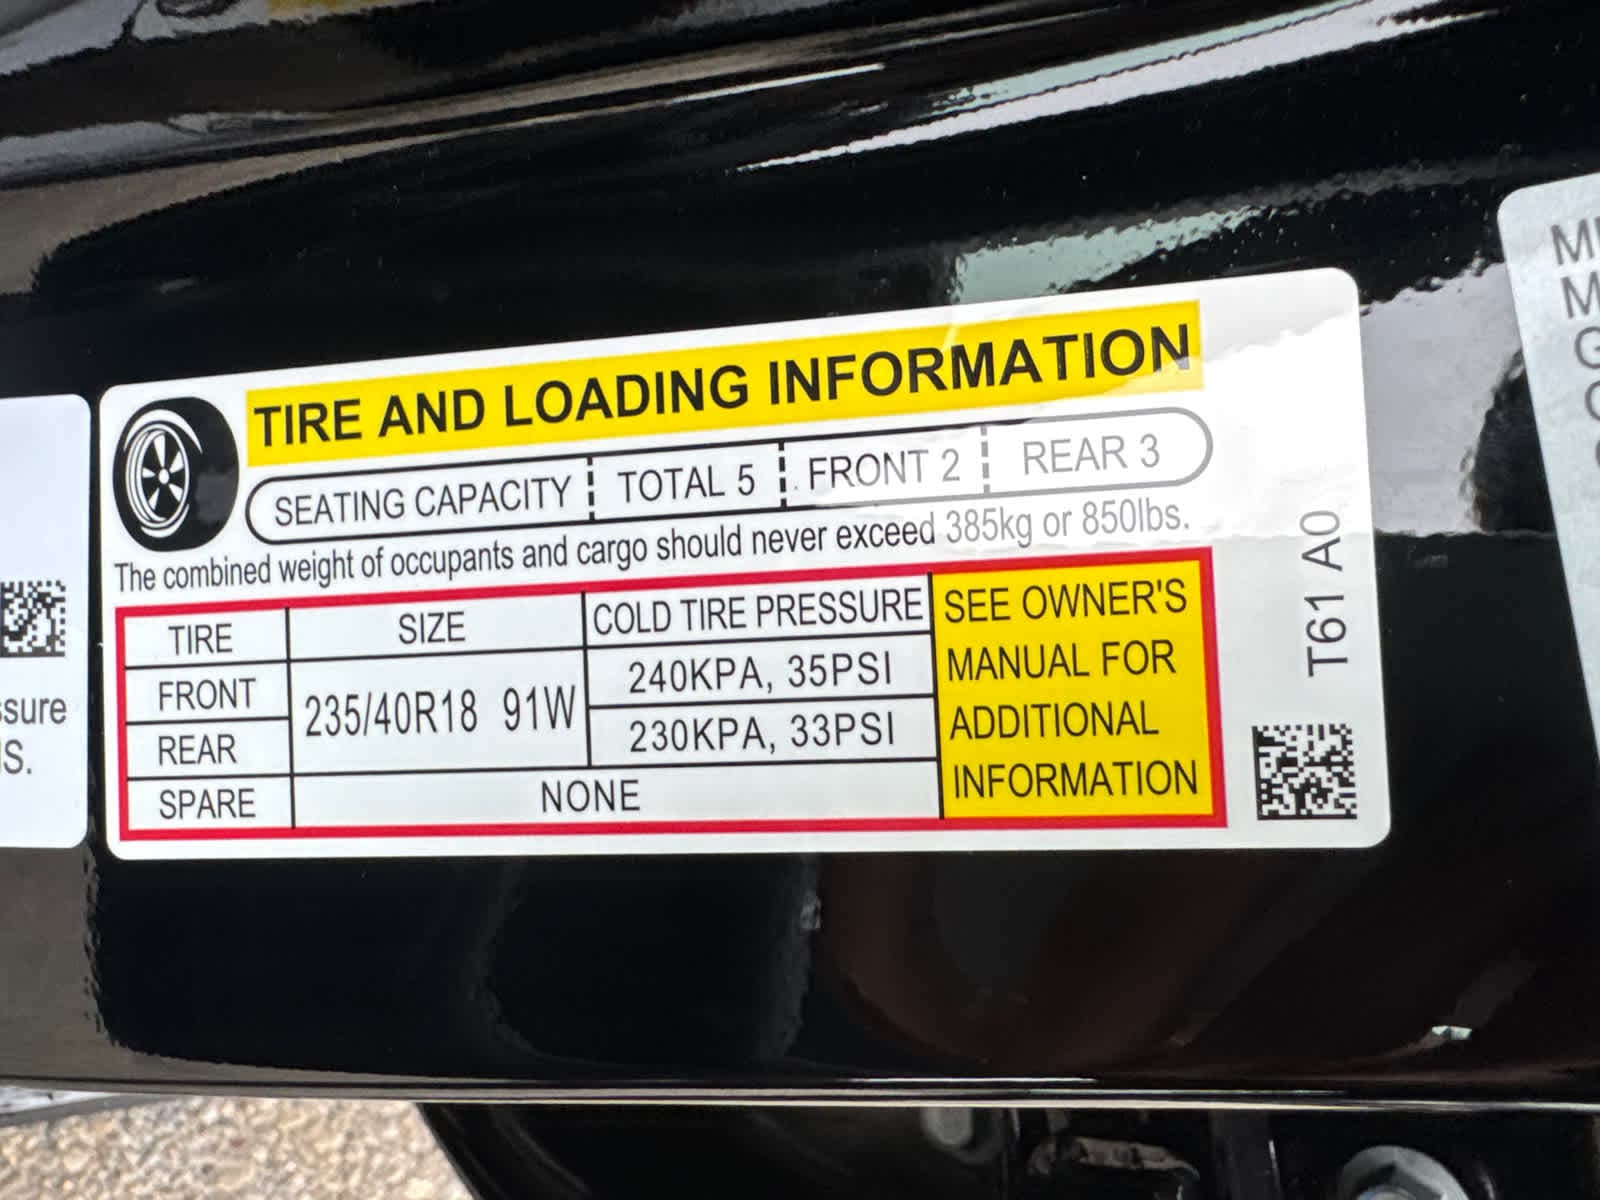 TIRE AND LOADING INFORMATION
SEATING CAPACITY TOTAL 5 FRONT 2 REAR 3
The combined weight of occupants and cargo should never exceed 385kg or 850lbs.
TIRE SIZE COLD TIRE PRESSURE
FRONT 235/40R18 91W 240KPA, 35PSI
REAR 230KPA, 33PSI
SPARE NONE
SEE OWNER'S
MANUAL FOR
ADDITIONAL
INFORMATION
T61 A0